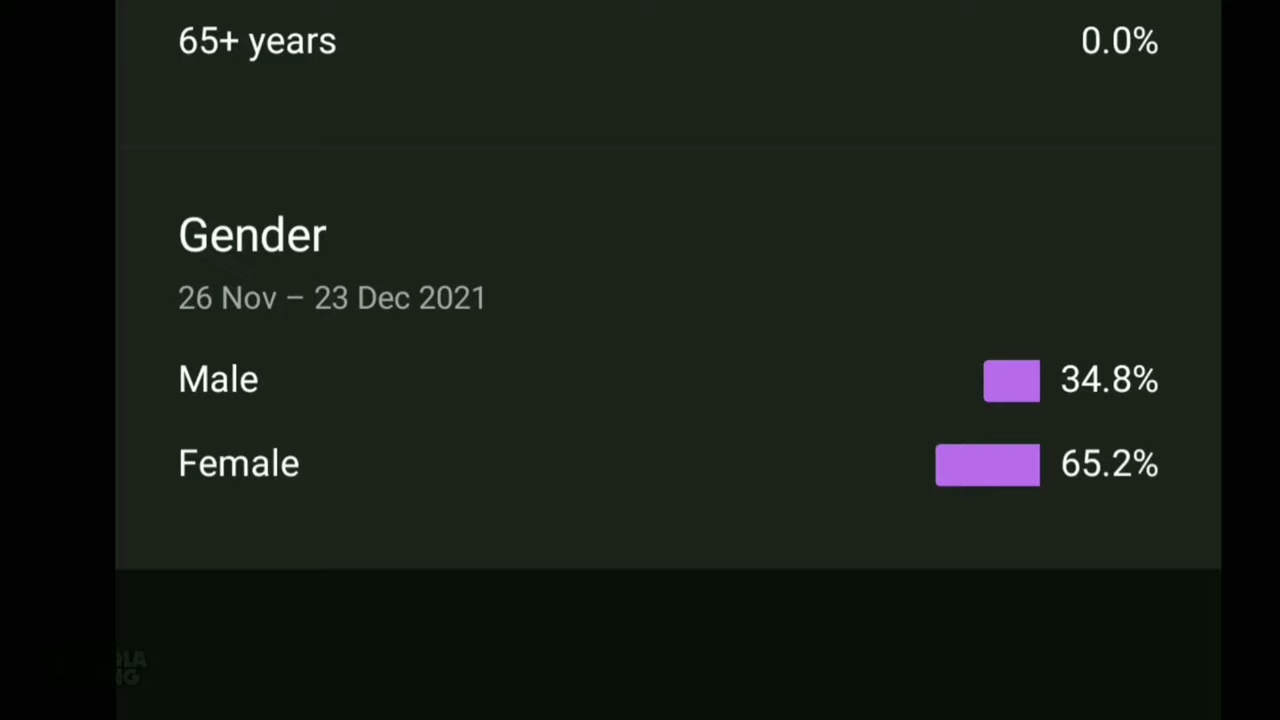 65+ years 0.0%
Gender
26 Nov – 23 Dec 2021
Male 34.8%
Female 65.2%